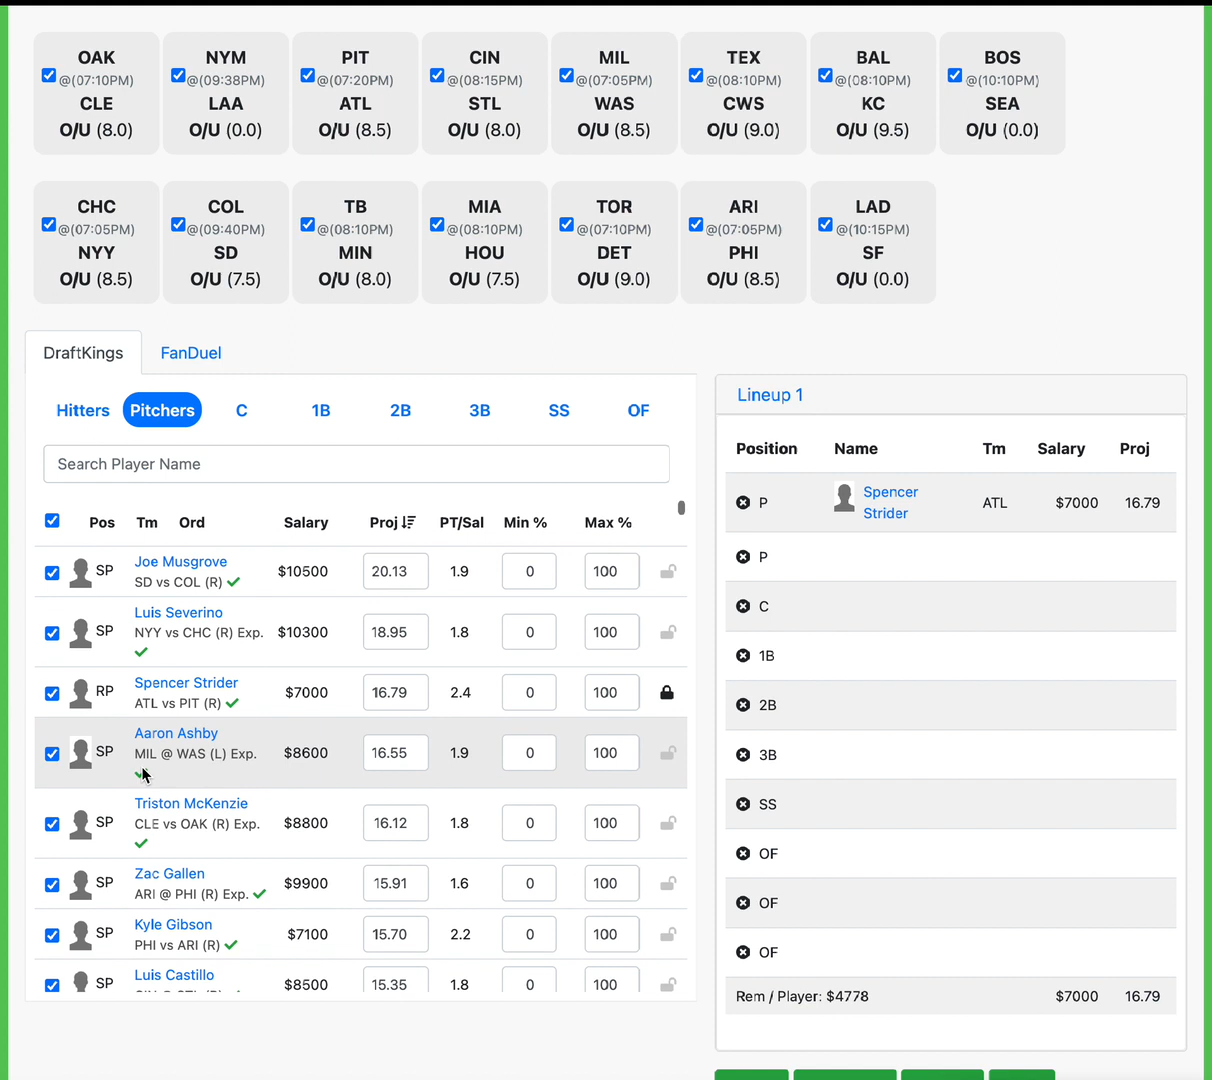 OAK
@(07:10PM)
CLE
O/U (8.0)
NYM
@(09:38PM)
LAA
O/U (0.0)
PIT
@(07:20PM)
ATL
O/U (8.5)
CIN
@(08:15PM)
STL
O/U (8.0)
MIL
@(07:05PM)
WAS
O/U (8.5)
TEX
@(08:10PM)
CWS
O/U (9.0)
BAL
@(08:10PM)
KC
O/U (9.5)
BOS
@(10:10PM)
SEA
O/U (0.0)
CHC
@(07:05PM)
NYY
O/U (8.5)
COL
@(09:40PM)
SD
O/U (7.5)
TB
@(08:10PM)
MIN
O/U (8.0)
MIA
@(08:10PM)
HOU
O/U (7.5)
TOR
@(07:10PM)
DET
O/U (9.0)
ARI
@(07:05PM)
PHI
O/U (8.5)
LAD
@(10:15PM)
SF
O/U (0.0)
DraftKings FanDuel
Hitters Pitchers C 1B 2B 3B SS OF
Search Player Name
Pos Tm Ord Salary Proj PT/Sal Min % Max %
Joe Musgrove
SP $10500 20.13 1.9 0 100
SD vs COL (R)
Luis Severino
SP NYY vs CHC (R) Exp. $10300 18.95 1.8 0 100
Spencer Strider
RP $7000 16.79 2.4 0 100
ATL vs PIT (R)
Aaron Ashby
SP MIL @ WAS (L) Exp. $8600 16.55 1.9 0 100
Triston McKenzie
SP CLE vs OAK (R) Exp. $8800 16.12 1.8 0 100
Zac Gallen
SP $9900 15.91 1.6 0 100
ARI @ PHI (R) Exp.
Kyle Gibson
SP $7100 15.70 2.2 0 100
PHI vs ARI (R)
Luis Castillo
SP $8500 15.35 1.8 0 100
Lineup 1
Position Name Tm Salary Proj
P Spencer Strider ATL $7000 16.79
P
C
1B
2B
3B
SS
OF
OF
OF
Rem / Player: $4778 $7000 16.79